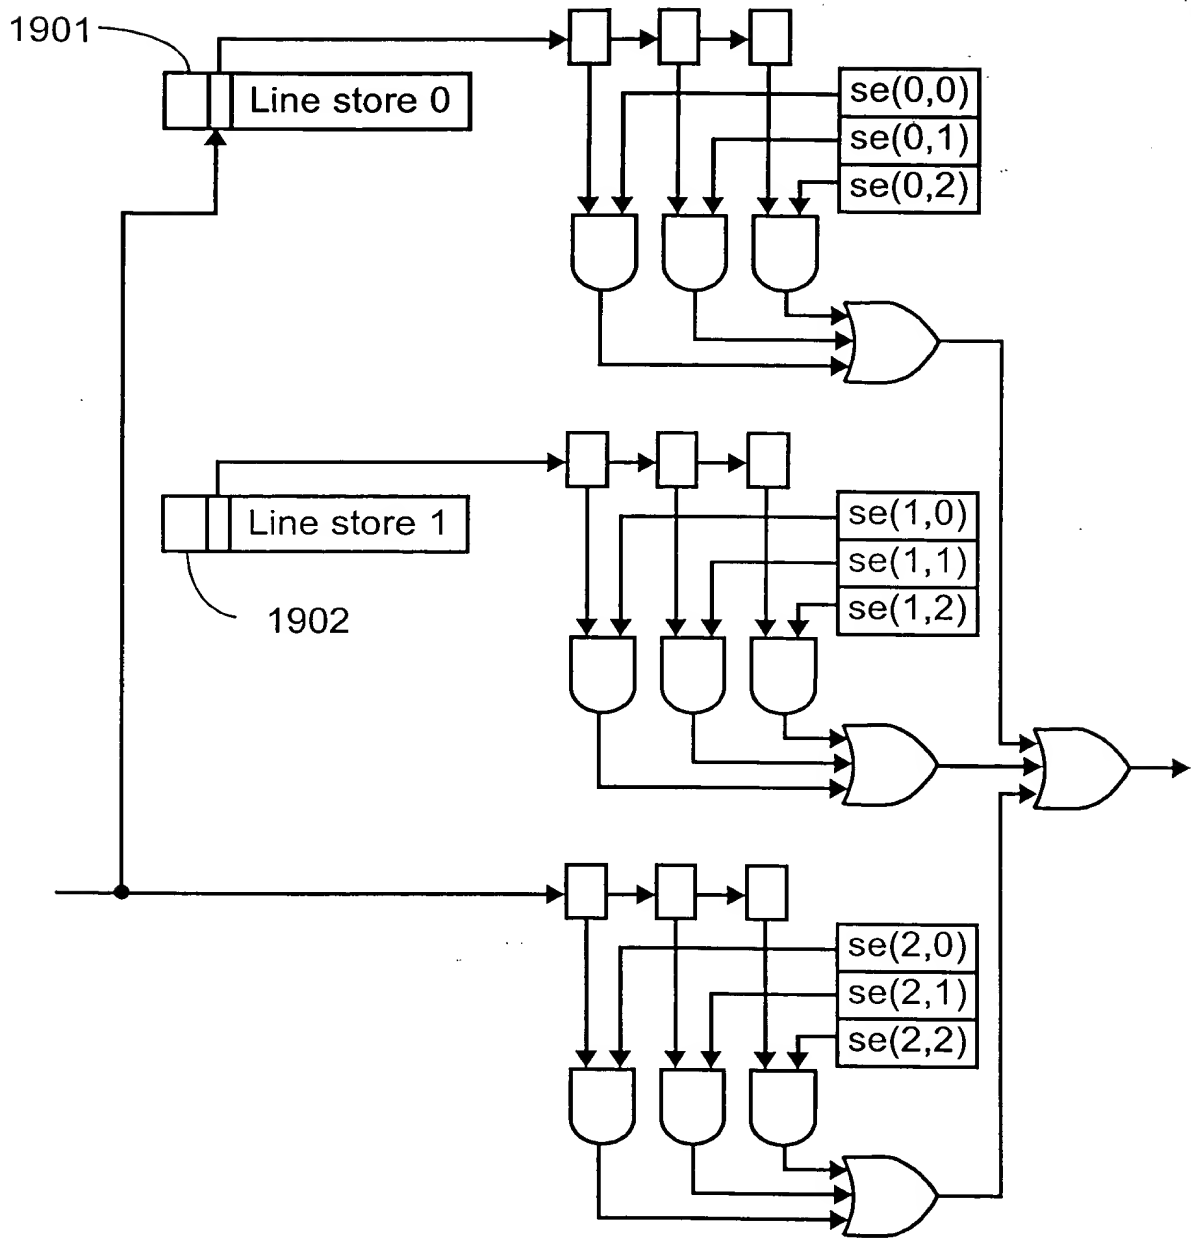 1901
Line store 0
se(0,0)
se(0,1)
se(0,2)
Line store 1
1902
se(1,0)
se(1,1)
se(1,2)
se(2,0)
se(2,1)
se(2,2)